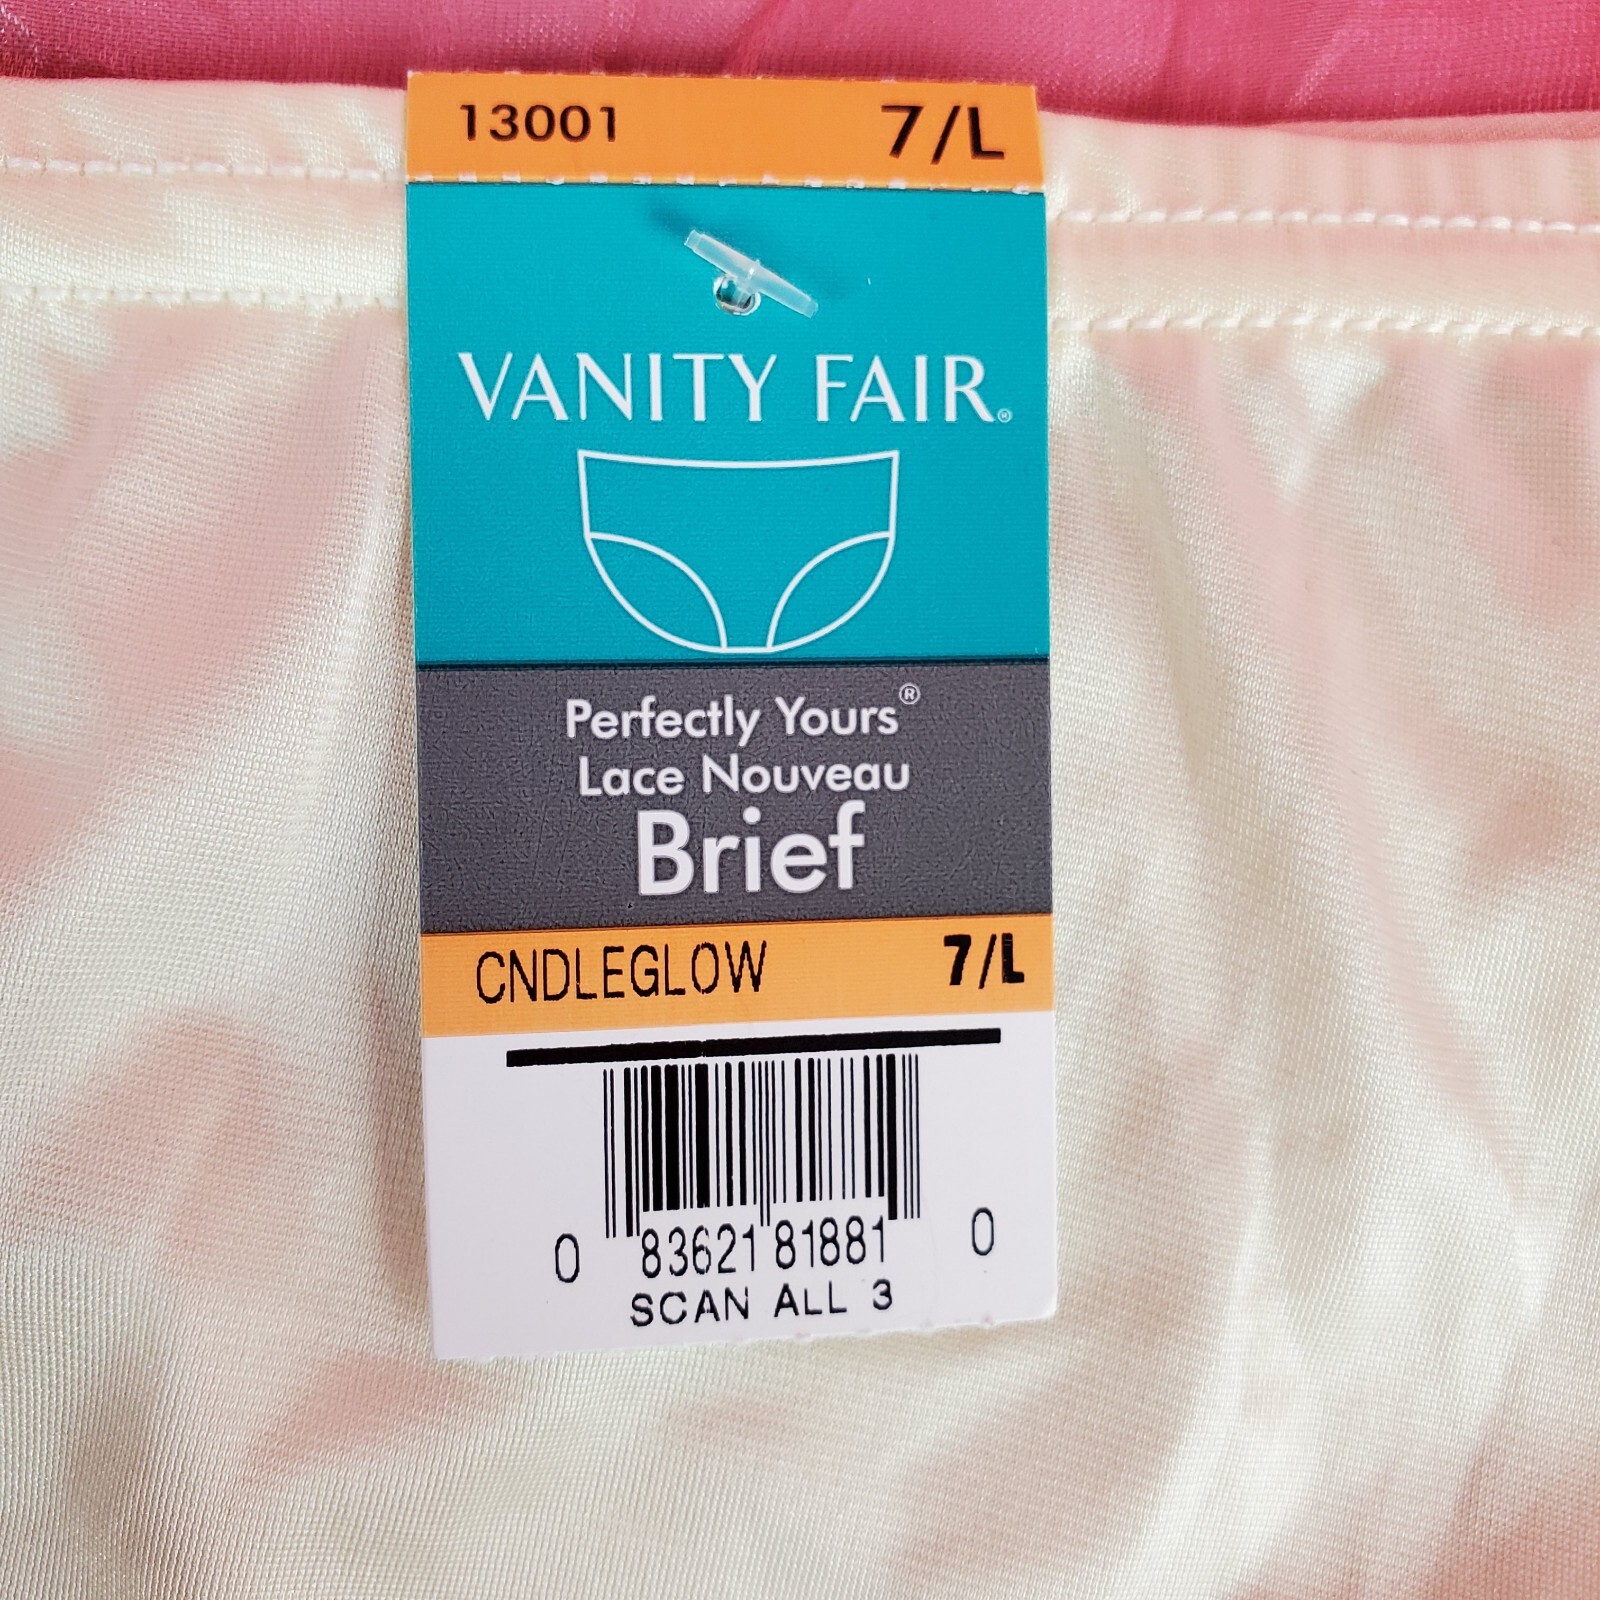 13001 7/L
VANITY FAIR®
Perfectly Yours®
Lace Nouveau
Brief
CNDLEGLOW 7/L
0 83621 81881 0
SCAN ALL 3